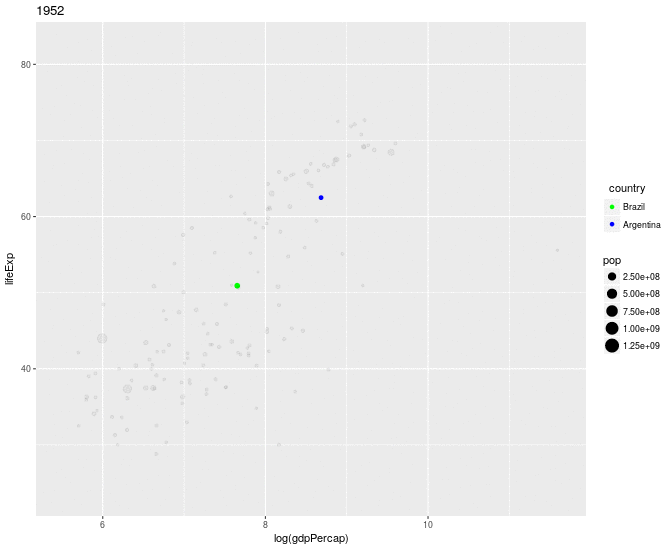 1952
80
60
40
lifeExp
6 8 10
log(gdpPercap)
country
Brazil
Argentina
pop
2.50e+08
5.00e+08
7.50e+08
1.00e+09
1.25e+09